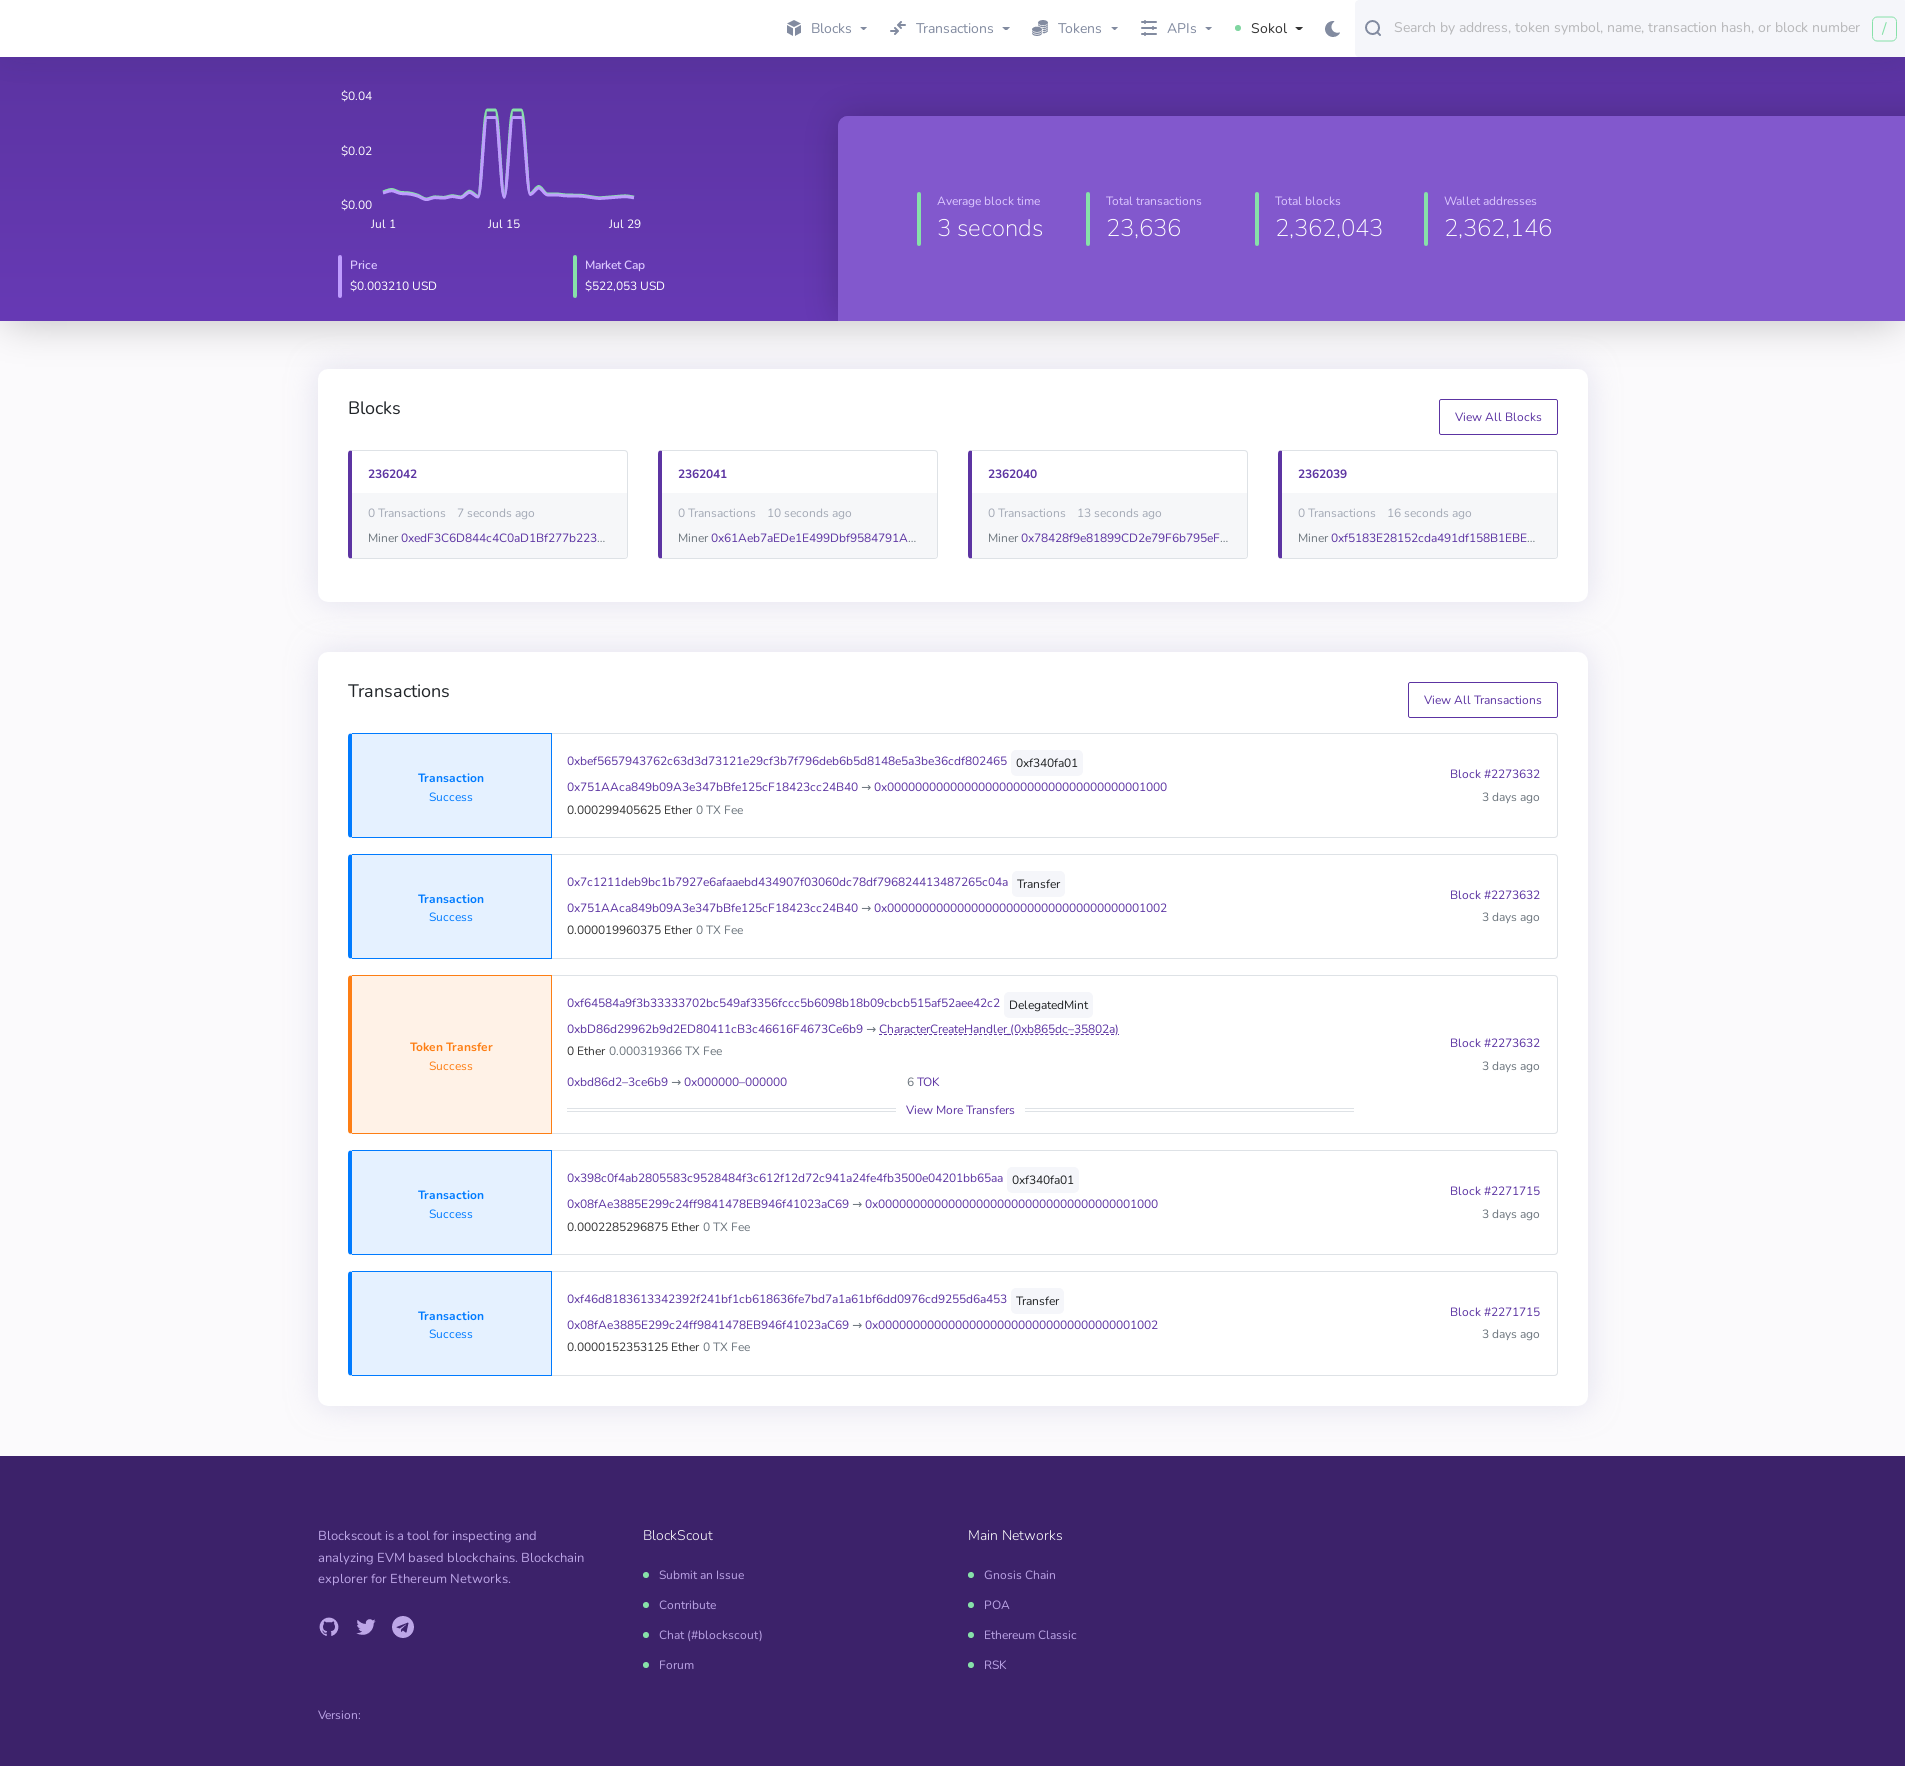 Blocks Transactions Tokens APIs Sokol Search by address, token symbol, name, transaction hash, or block number /
$0.04
$0.02
$0.00
Jul 1 Jul 15 Jul 29
Price
$0.003210 USD
Market Cap
$522,053 USD
Average block time
3 seconds
Total transactions
23,636
Total blocks
2,362,043
Wallet addresses
2,362,146
Blocks
View All Blocks
2362042
0 Transactions 7 seconds ago
Miner 0xedF3C6D844c4C0aD1Bf277b223...
2362041
0 Transactions 10 seconds ago
Miner 0x61Aeb7aEDe1E499Dbf9584791A...
2362040
0 Transactions 13 seconds ago
Miner 0x78428f9e81899CD2e79F6b795eF...
2362039
0 Transactions 16 seconds ago
Miner 0xf5183E28152cda491df158B1EBE...
Transactions
View All Transactions
Transaction
Success
0xbef5657943762c63d3d73121e29cf3b7f796deb6b5d8148e5a3be36cdf802465 0xf340fa01
0x751AAca849b09A3e347bBfe125cF18423cc24B40 → 0x0000000000000000000000000000000000001000
0.000299405625 Ether 0 TX Fee
Block #2273632
3 days ago
Transaction
Success
0x7c1211deb9bc1b7927e6afaaebd434907f03060dc78df796824413487265c04a Transfer
0x751AAca849b09A3e347bBfe125cF18423cc24B40 → 0x0000000000000000000000000000000000001002
0.000019960375 Ether 0 TX Fee
Block #2273632
3 days ago
Token Transfer
Success
0xf64584a9f3b33333702bc549af3356fccc5b6098b18b09cbcb515af52aee42c2 DelegatedMint
0xbD86d29962b9d2ED80411cB3c46616F4673Ce6b9 → CharacterCreateHandler (0xb865dc–35802a)
0 Ether 0.000319366 TX Fee
0xbd86d2–3ce6b9 → 0x000000–000000 6 TOK
View More Transfers
Block #2273632
3 days ago
Transaction
Success
0x398c0f4ab2805583c9528484f3c612f12d72c941a24fe4fb3500e04201bb65aa 0xf340fa01
0x08fAe3885E299c24ff9841478EB946f41023aC69 → 0x0000000000000000000000000000000000001000
0.0002285296875 Ether 0 TX Fee
Block #2271715
3 days ago
Transaction
Success
0xf46d8183613342392f241bf1cb618636fe7bd7a1a61bf6dd0976cd9255d6a453 Transfer
0x08fAe3885E299c24ff9841478EB946f41023aC69 → 0x0000000000000000000000000000000000001002
0.0000152353125 Ether 0 TX Fee
Block #2271715
3 days ago
Blockscout is a tool for inspecting and
analyzing EVM based blockchains. Blockchain
explorer for Ethereum Networks.
BlockScout
Submit an Issue
Contribute
Chat (#blockscout)
Forum
Main Networks
Gnosis Chain
POA
Ethereum Classic
RSK
Version: